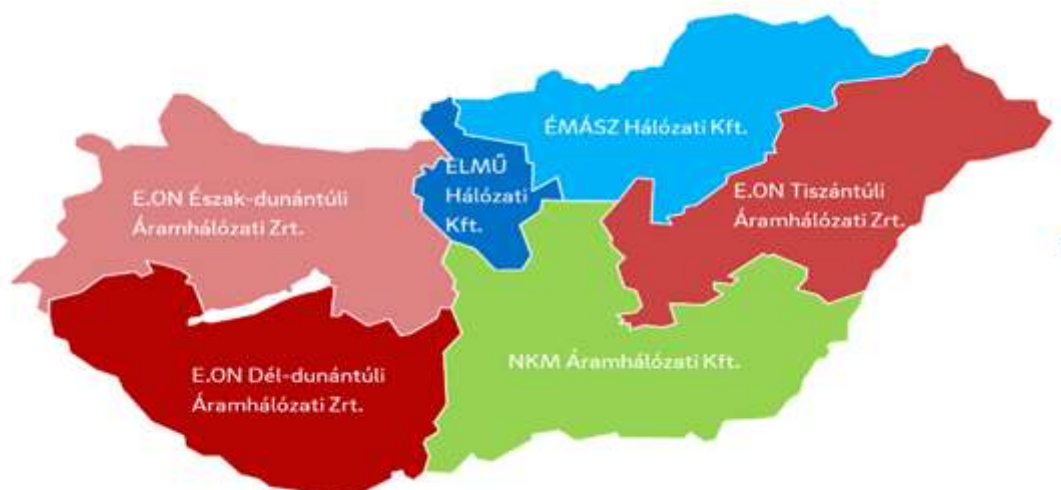 ÉMÁSZ Hálózati Kft.
ELMŰ
Hálózati
Kft.
E.ON Észak-dunántúli
Áramhálózati Zrt.
E.ON Tiszántúli
Áramhálózati Zrt.
NKM Áramhálózati Kft.
E.ON Dél-dunántúli
Áramhálózati Zrt.